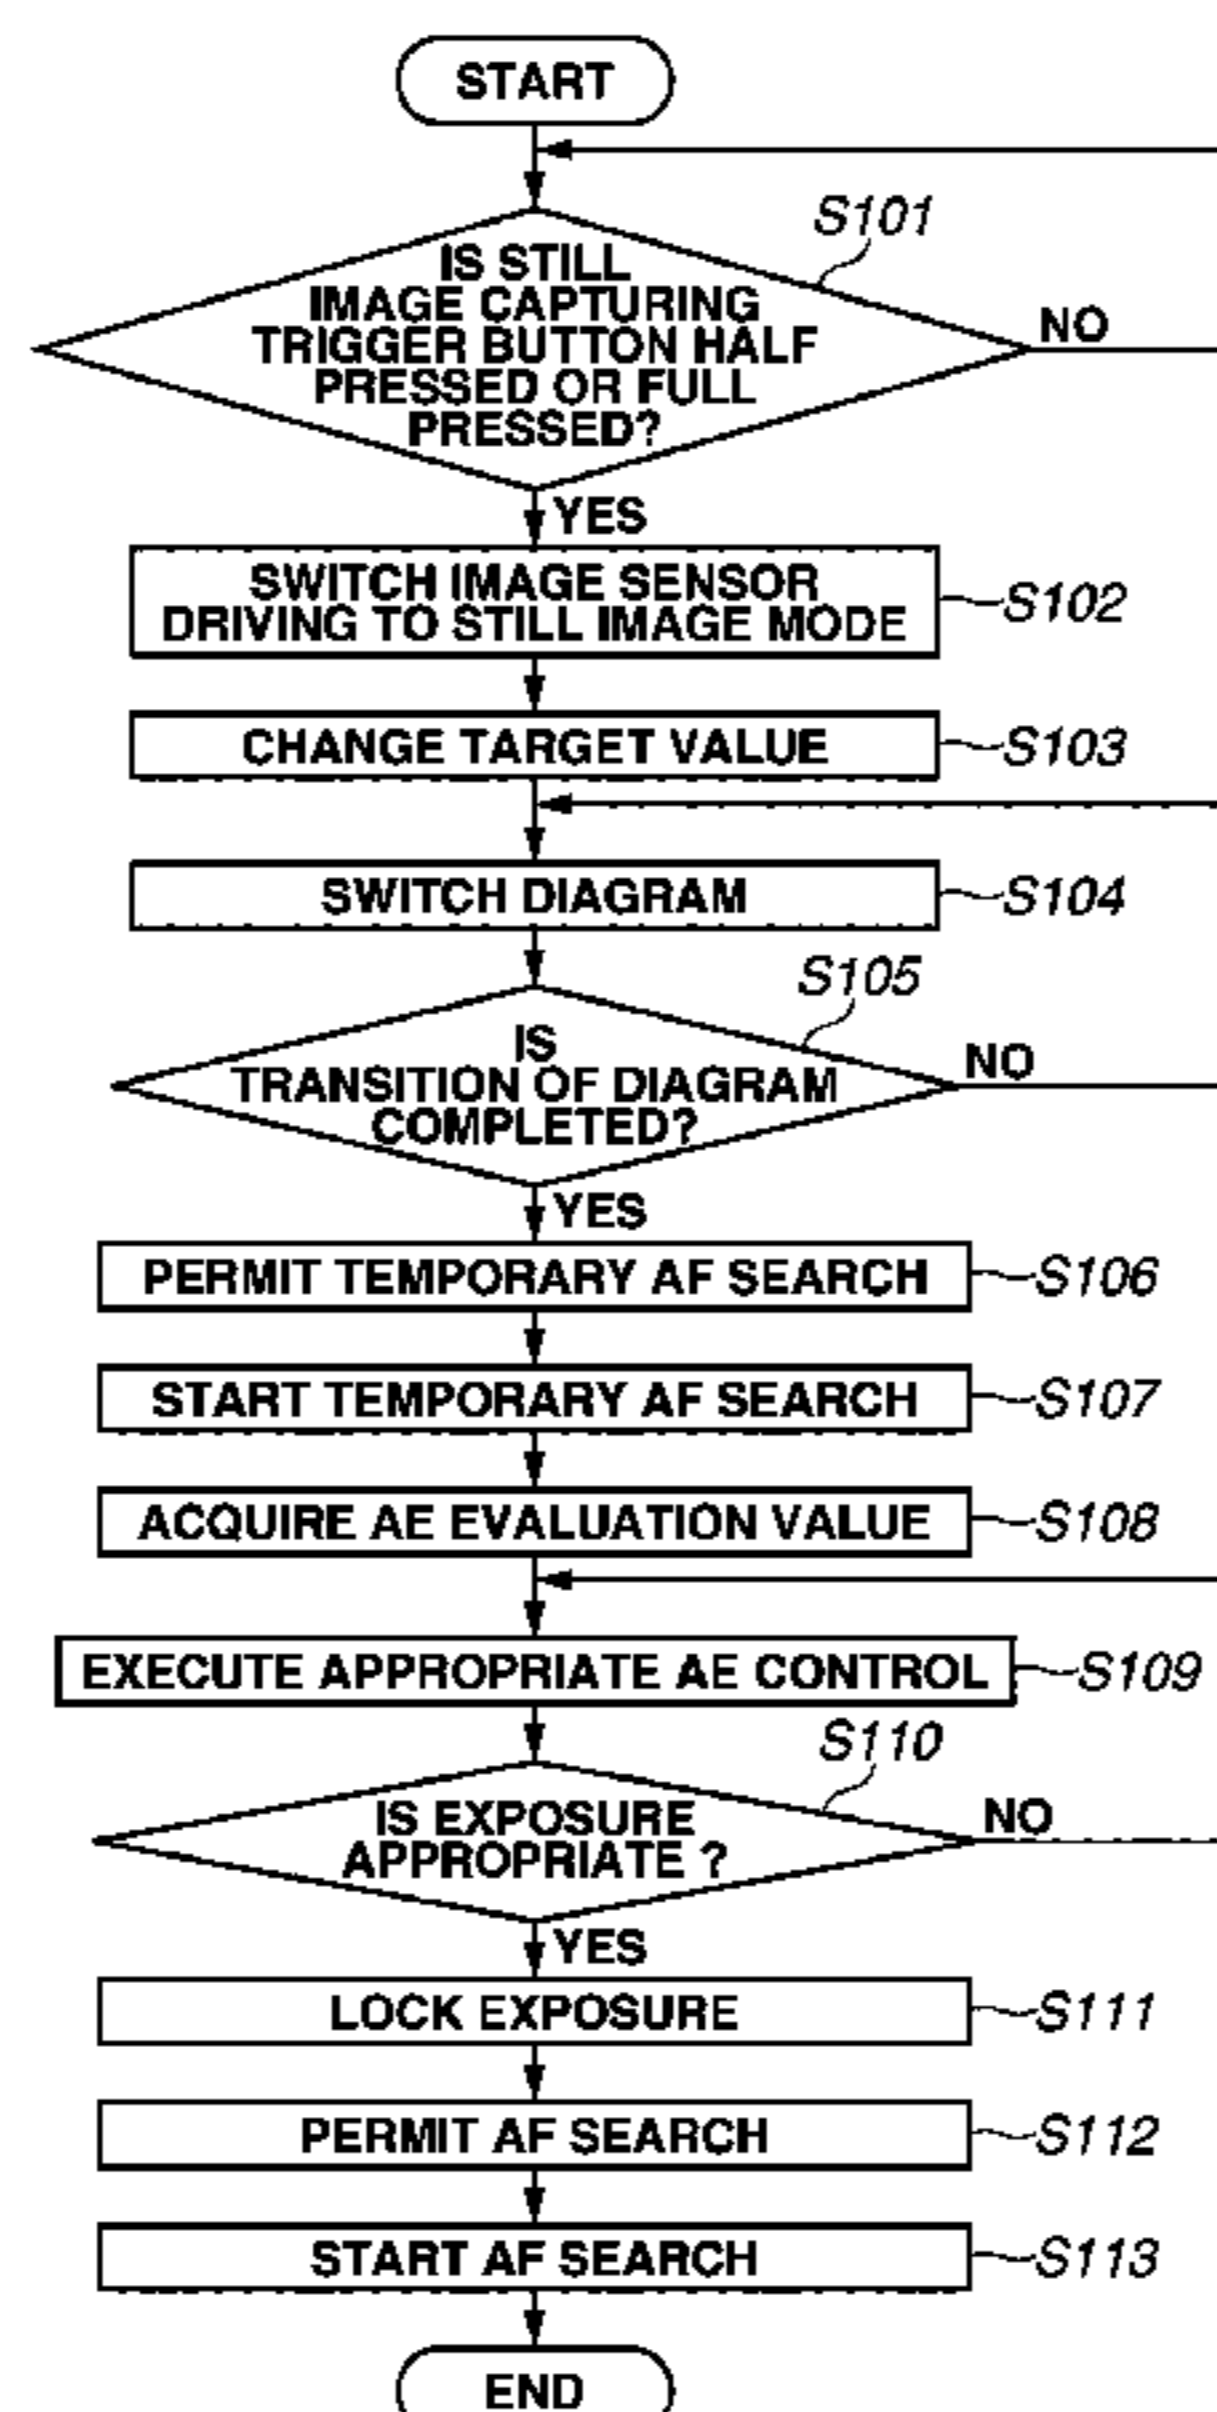 START
S101
IS STILL
IMAGE CAPTURING
TRIGGER BUTTON HALF
PRESSED OR FULL
PRESSED?
NO
YES
SWITCH IMAGE SENSOR
DRIVING TO STILL IMAGE MODE
S102
CHANGE TARGET VALUE
S103
SWITCH DIAGRAM
S104
S105
IS
TRANSITION OF DIAGRAM
COMPLETED?
NO
YES
PERMIT TEMPORARY AF SEARCH
S106
START TEMPORARY AF SEARCH
S107
ACQUIRE AE EVALUATION VALUE
S108
EXECUTE APPROPRIATE AE CONTROL
S109
S110
IS EXPOSURE
APPROPRIATE ?
NO
YES
LOCK EXPOSURE
S111
PERMIT AF SEARCH
S112
START AF SEARCH
S113
END